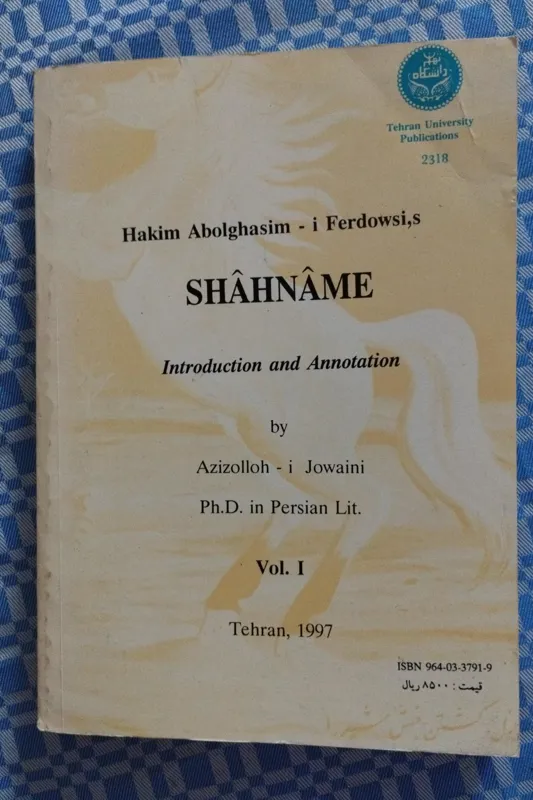 دانشگاه
Tehran University
Publications
2318
Hakim Abolghasim - i Ferdowsi,s
SHÂHNÂME
Introduction and Annotation
by
Azizolloh - i Jowaini
Ph.D. in Persian Lit.
Vol. I
Tehran, 1997
ISBN 964-03-3791-9
قیمت : ۸۵۰۰ ریال